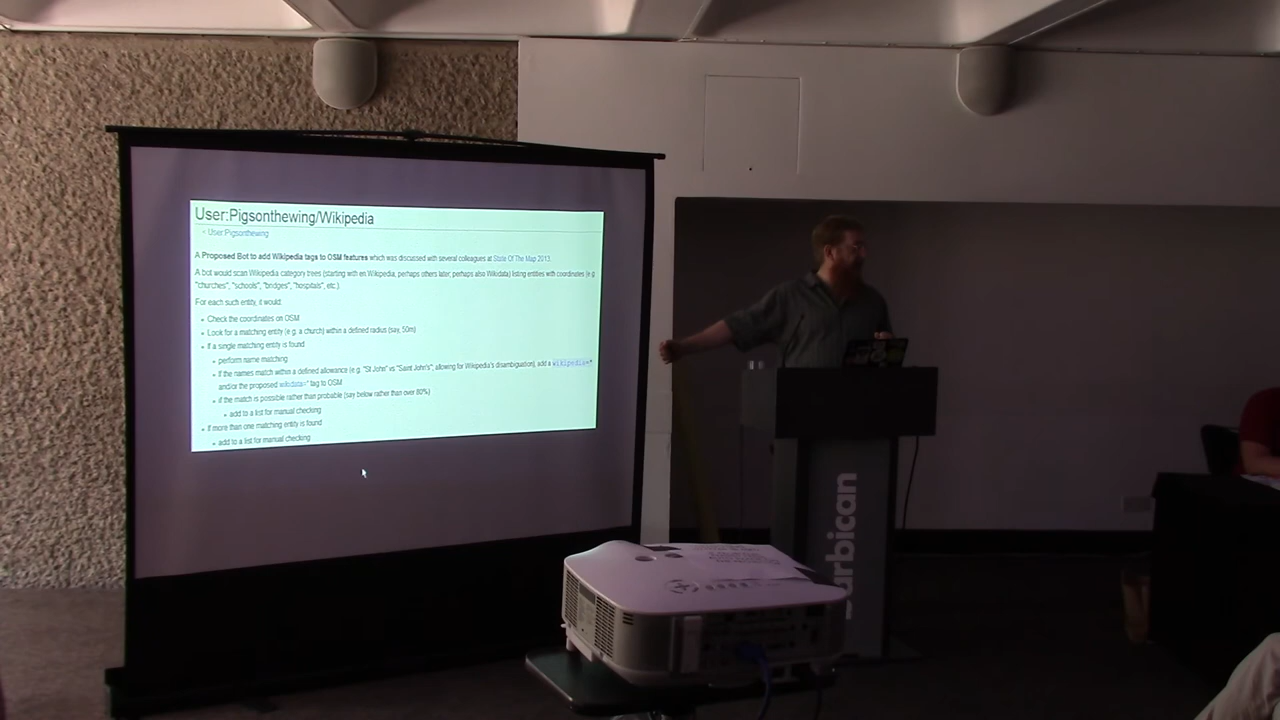 User:Pigsonthewing/Wikipedia
< User:Pigsonthewing
A Proposed Bot to add Wikipedia tags to OSM features which was discussed with several colleagues at State Of The Map 2013.
A bot would scan Wikipedia category trees (starting with en.Wikipedia, perhaps others later, perhaps also Wikidata) listing entities with coordinates (e.g
"churches", "schools", "bridges", "hospitals", etc.)
For each such entity, it would:
Check the coordinates on OSM
Look for a matching entity (e.g. a church) within a defined radius (say, 50m)
if a single matching entity is found
perform name matching
if the names match within a defined allowance (e.g. "St John" vs "Saint John's"; allowing for Wikipedia's disambiguation), add a wikipedia=*
and/or the proposed wikidata=* tag to OSM
if the match is possible rather than probable (say below rather than over 80%)
add to a list for manual checking
if more than one matching entity is found
add to a list for manual checking
barbican